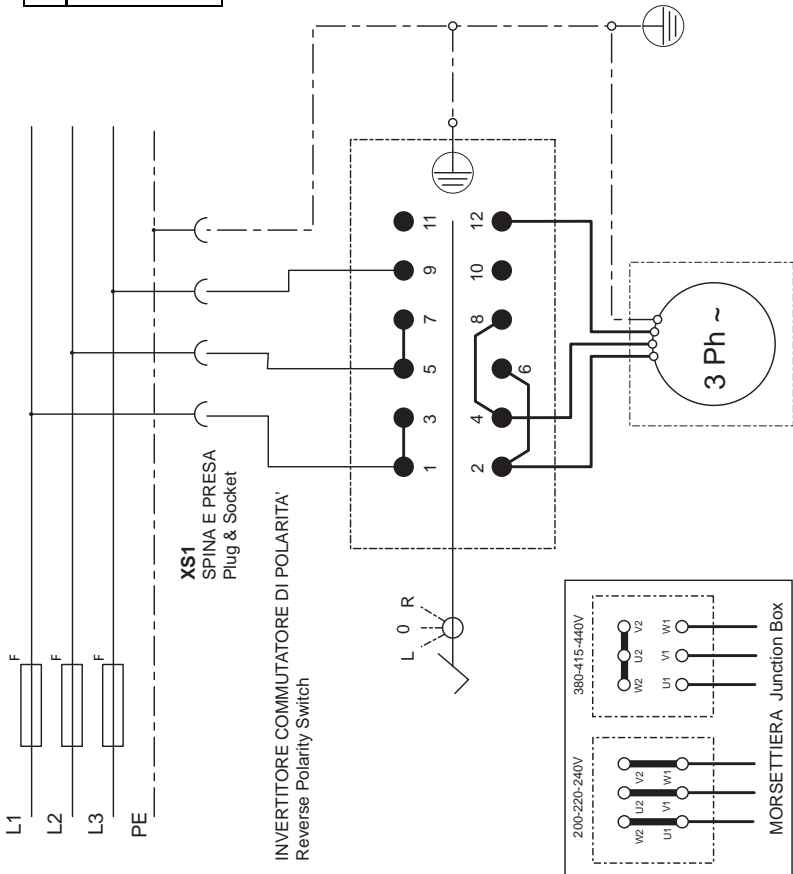 L1
L2
L3
PE
F
F
F
XS1
SPINA E PRESA
Plug & Socket
INVERTITORE COMMUTATORE DI POLARITA'
Reverse Polarity Switch
L 0 R
1 3 5 7 9 11
2 4 6 8 10 12
3 Ph ~
200-220-240V
W2 U2 V2
U1 V1 W1
380-415-440V
W2 U2 V2
U1 V1 W1
MORSETTIERA Junction Box